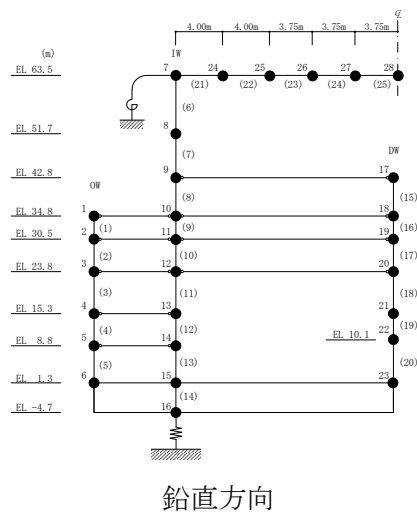 ℄
4.00m 4.00m 3.75m 3.75m 3.75m
(m) IW
7 24 25 26 27 28
EL 63.5 (21) (22) (23) (24) (25)
(6)
EL 51.7 8
(7)
DW
EL 42.8 9 17
OW (8) (15)
EL 34.8 1 10 18
(1) (9) (16)
EL 30.5 2 11 19
(2) (10) (17)
EL 23.8 3 12 20
(3) (11) (18)
EL 15.3 4 13 21
(4) (12) (19)
EL 8.8 5 14 EL 10.1 22
(5) (13) (20)
EL 1.3 6 15 23
(14)
EL -4.7 16
鉛直方向